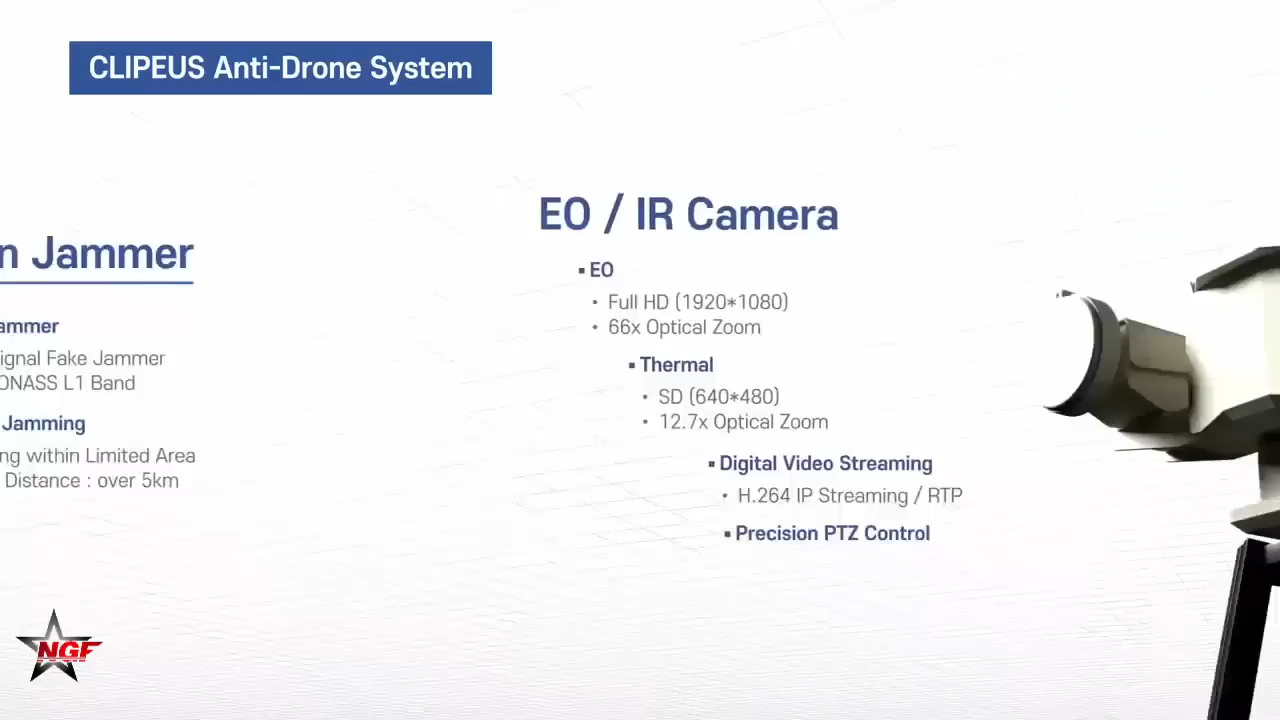 CLIPEUS Anti-Drone System
n Jammer
ammer
ignal Fake Jammer
ONASS L1 Band
Jamming
ng within Limited Area
Distance : over 5km
EO / IR Camera
▪ EO
• Full HD (1920*1080)
• 66x Optical Zoom
▪ Thermal
• SD (640*480)
• 12.7x Optical Zoom
▪ Digital Video Streaming
• H.264 IP Streaming / RTP
▪ Precision PTZ Control
NGF